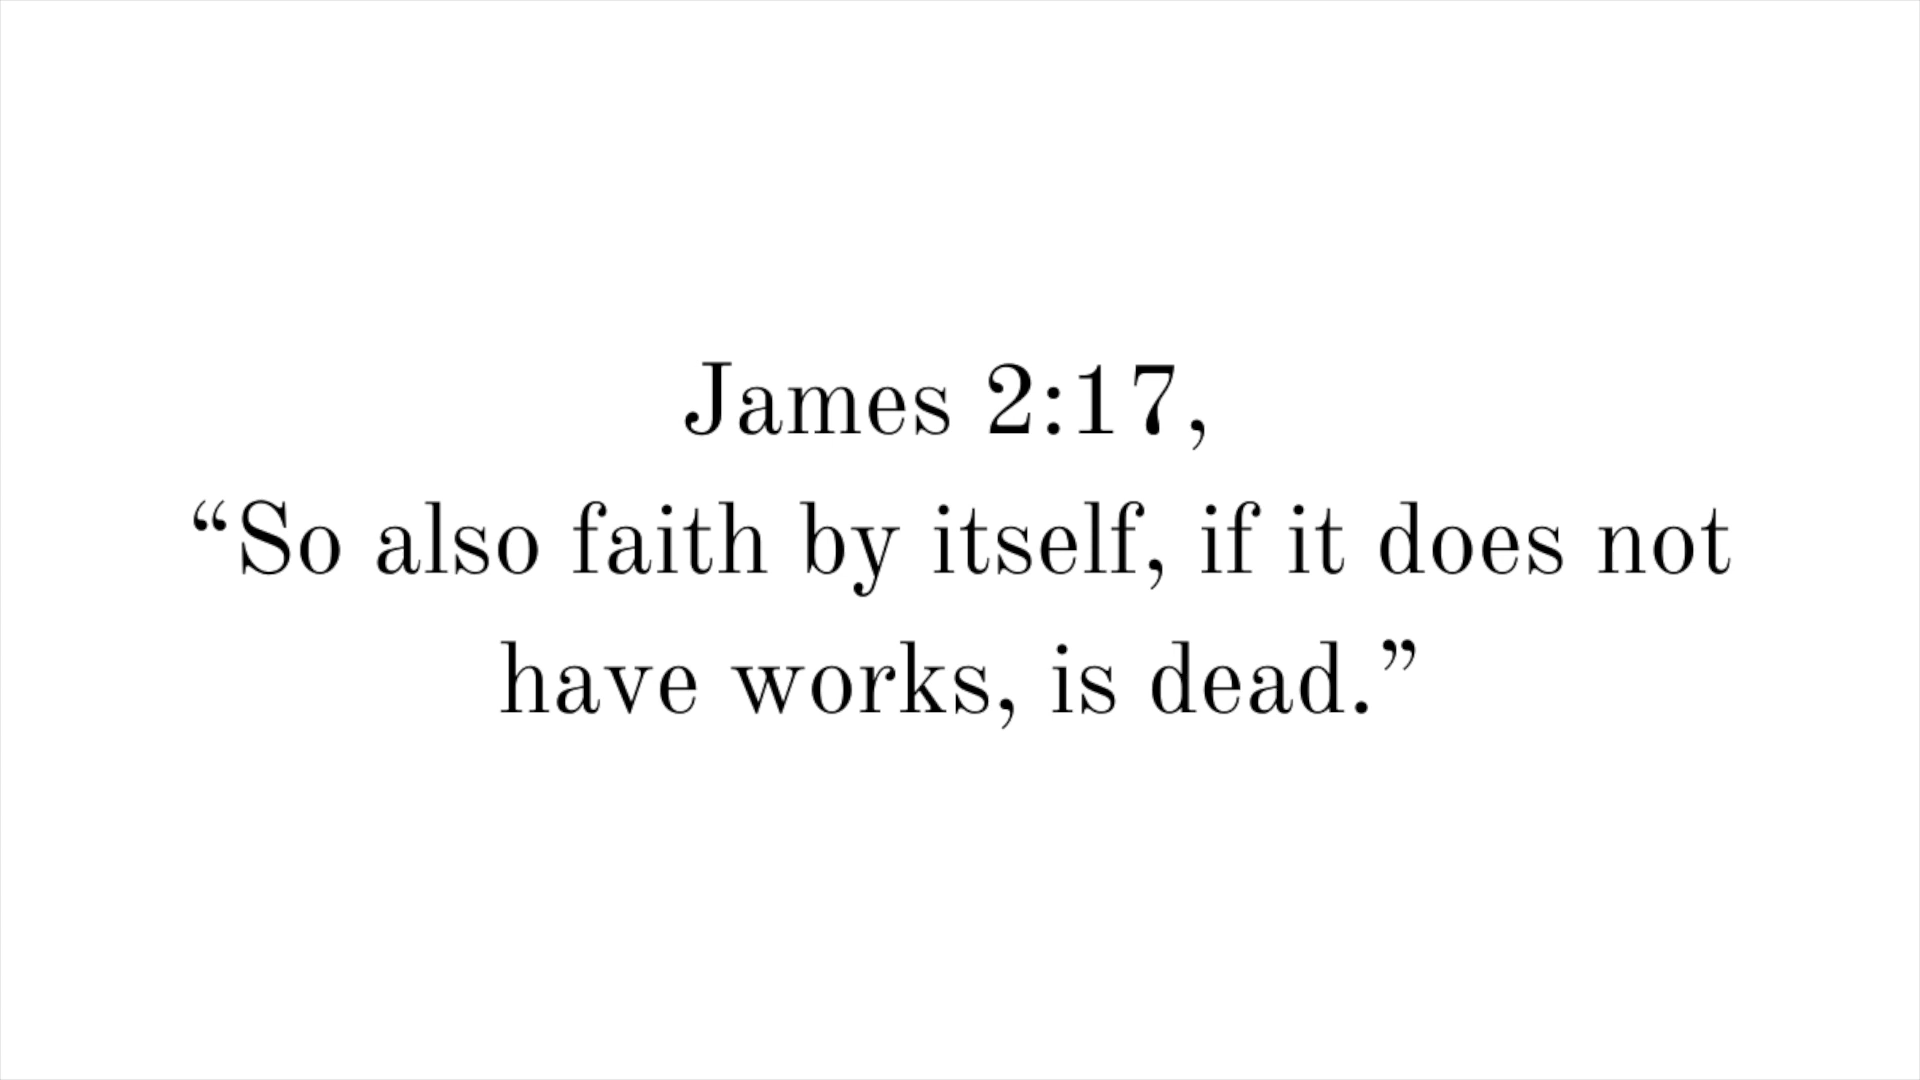 James 2:17,
“So also faith by itself, if it does not
have works, is dead.”